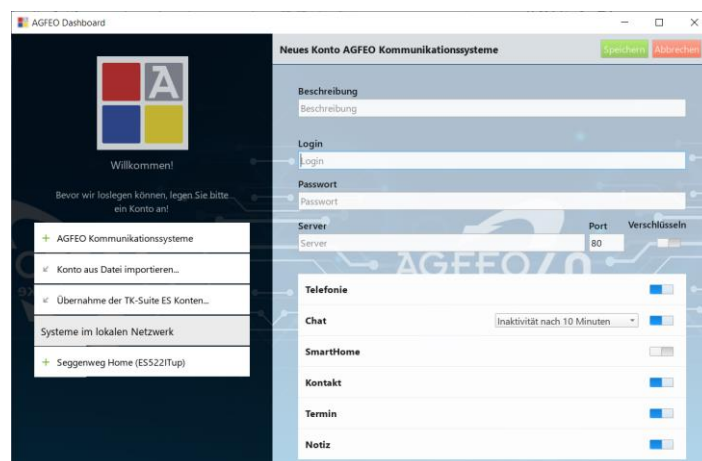 AGFEO Dashboard
Neues Konto AGFEO Kommunikationssysteme
Speichern
Abbrechen
A
Willkommen!
Bevor wir loslegen können, legen Sie bitte
ein Konto an!
+ AGFEO Kommunikationssysteme
Konto aus Datei importieren...
Übernahme der TK-Suite ES Konten...
Systeme im lokalen Netzwerk
+ Seggenweg Home (ES522ITup)
Beschreibung
Beschreibung
Login
Login
Passwort
Passwort
Server
Port
Verschlüsseln
Server
80
AGFEO
Telefonie
Chat
Inaktivität nach 10 Minuten
SmartHome
Kontakt
Termin
Notiz